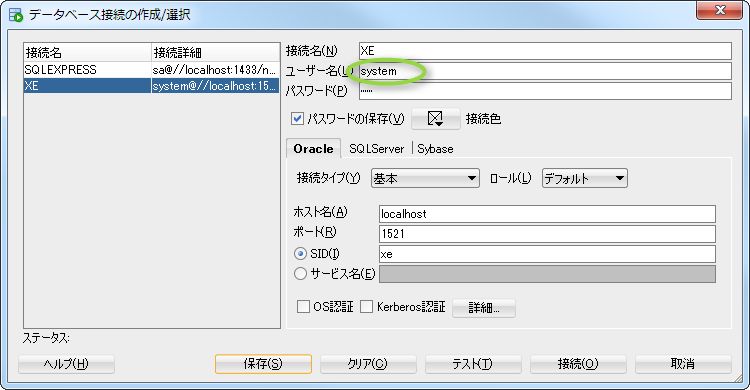 データベース接続の作成/選択
接続名 接続詳細
SQLEXPRESS sa@//localhost:1433/n...
XE system@//localhost:15...
接続名(N) XE
ユーザー名(U) system
パスワード(P) ••••••
パスワードの保存(V) 接続色
Oracle SQLServer Sybase
接続タイプ(Y) 基本 ロール(L) デフォルト
ホスト名(A) localhost
ポート(R) 1521
SID(I) xe
サービス名(E)
OS認証 Kerberos認証 詳細...
ステータス:
ヘルプ(H) 保存(S) クリア(C) テスト(T) 接続(O) 取消